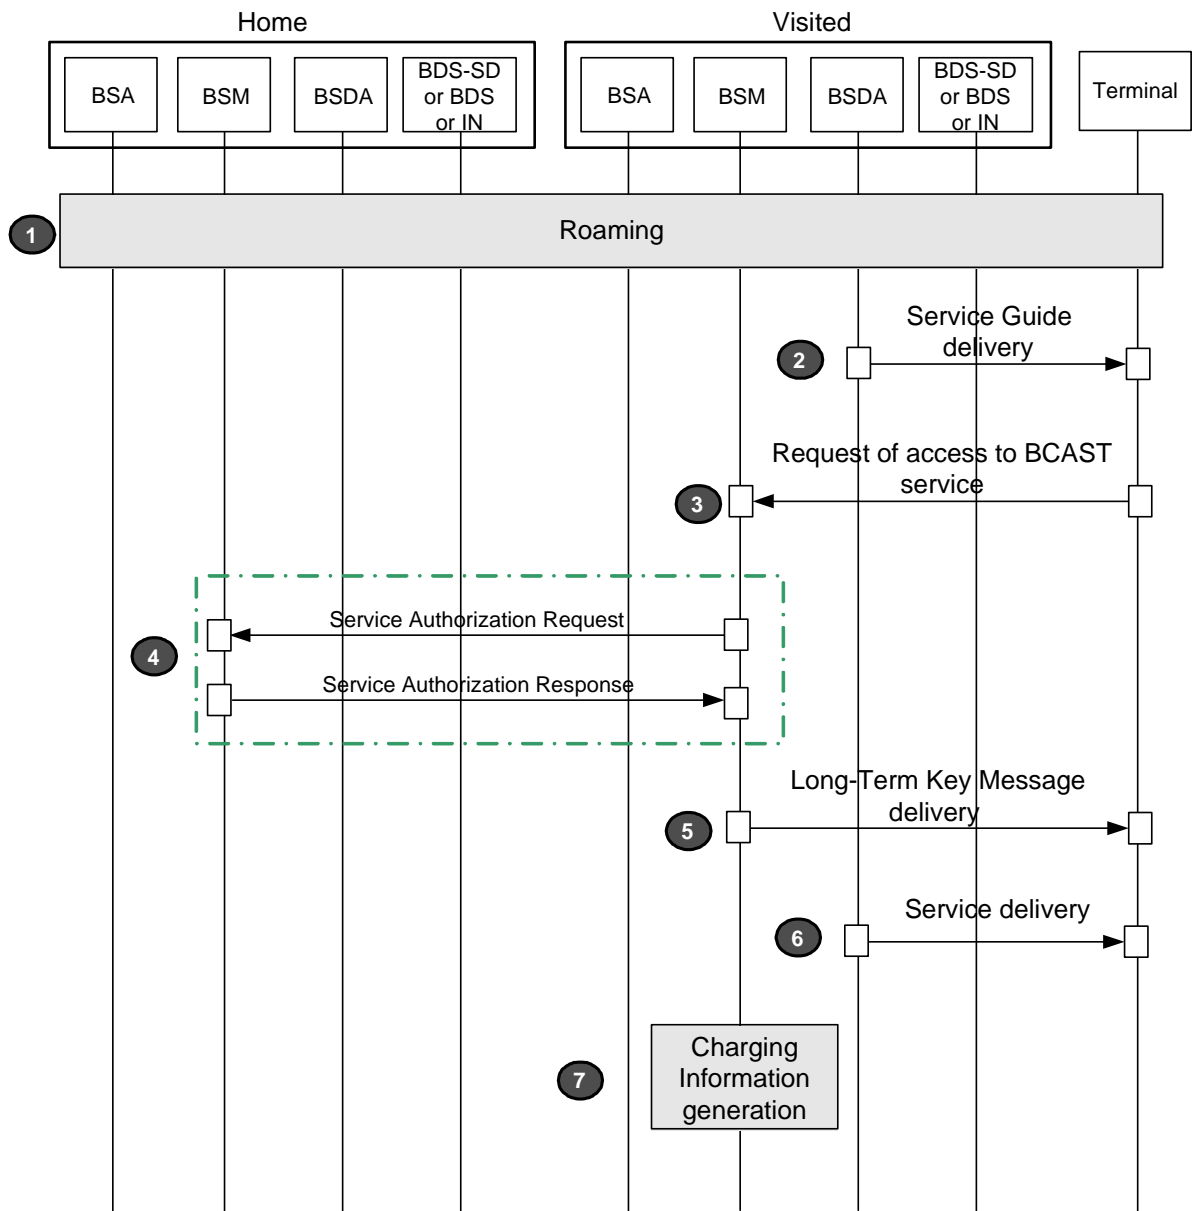 Home
Visited
BSA
BSM
BSDA
BDS-SD
or BDS
or IN
BSA
BSM
BSDA
BDS-SD
or BDS
or IN
Terminal
1
Roaming
Service Guide
delivery
2
Request of access to BCAST
service
3
Service Authorization Request
4
Service Authorization Response
Long-Term Key Message
delivery
5
Service delivery
6
Charging
Information
generation
7